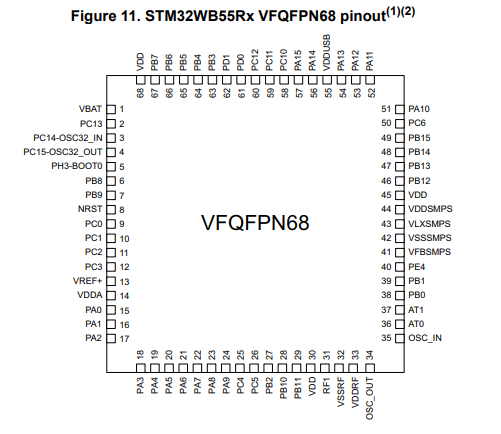 Figure 11. STM32WB55Rx VFQFPN68 pinout(1)(2)
VDD PB7 PB6 PB5 PB4 PB3 PD1 PD0 PC12 PC11 PC10 PA15 PA14 VDDUSB PA13 PA12 PA11
68 67 66 65 64 63 62 61 60 59 58 57 56 55 54 53 52
VBAT 1 51 PA10
PC13 2 50 PC6
PC14-OSC32_IN 3 49 PB15
PC15-OSC32_OUT 4 48 PB14
PH3-BOOT0 5 47 PB13
PB8 6 46 PB12
PB9 7 45 VDD
NRST 8 44 VDDSMPS
PC0 9 VFQFPN68 43 VLXSMPS
PC1 10 42 VSSSMPS
PC2 11 41 VFBSMPS
PC3 12 40 PE4
VREF+ 13 39 PB1
VDDA 14 38 PB0
PA0 15 37 AT1
PA1 16 36 AT0
PA2 17 35 OSC_IN
18 19 20 21 22 23 24 25 26 27 28 29 30 31 32 33 34
PA3 PA4 PA5 PA6 PA7 PA8 PA9 PC4 PC5 PB2 PB10 PB11 VDD RF1 VSSRF VDDRF OSC_OUT